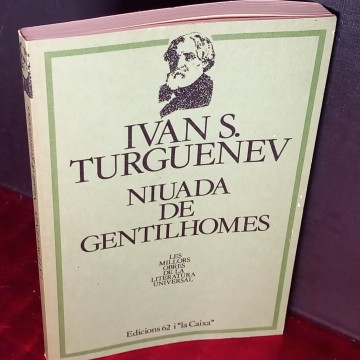 IVAN S.
TURGUENEV
NIUADA
DE
GENTILHOMES
LES
MILLORS
OBRES
DE LA
LITERATURA
UNIVERSAL
Edicions 62 i "la Caixa"